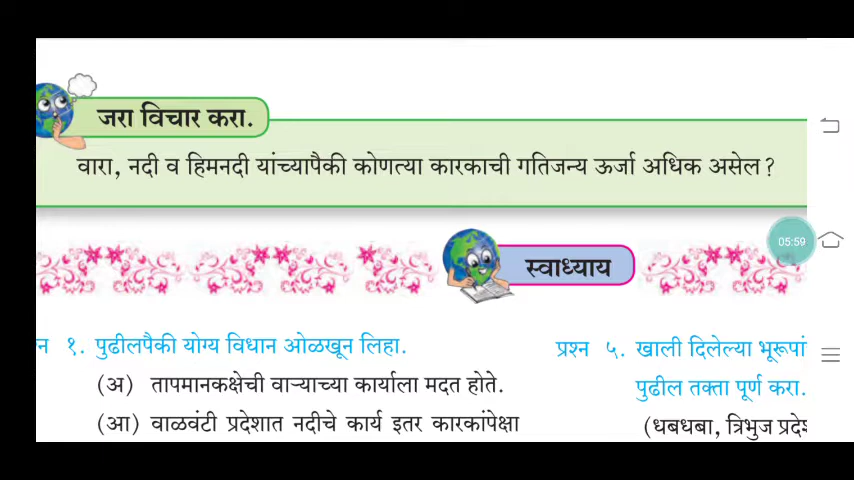 जरा विचार करा.
वारा, नदी व हिमनदी यांच्यापैकी कोणत्या कारकाची गतिजन्य ऊर्जा अधिक असेल?
05:59
स्वाध्याय
न १. पुढीलपैकी योग्य विधान ओळखून लिहा.
(अ) तापमानकक्षेची वाऱ्याच्या कार्याला मदत होते.
(आ) वाळवंटी प्रदेशात नदीचे कार्य इतर कारकांपेक्षा
प्रश्न ५. खाली दिलेल्या भूरूपां
पुढील तक्ता पूर्ण करा.
(धबधबा, त्रिभुज प्रदेश